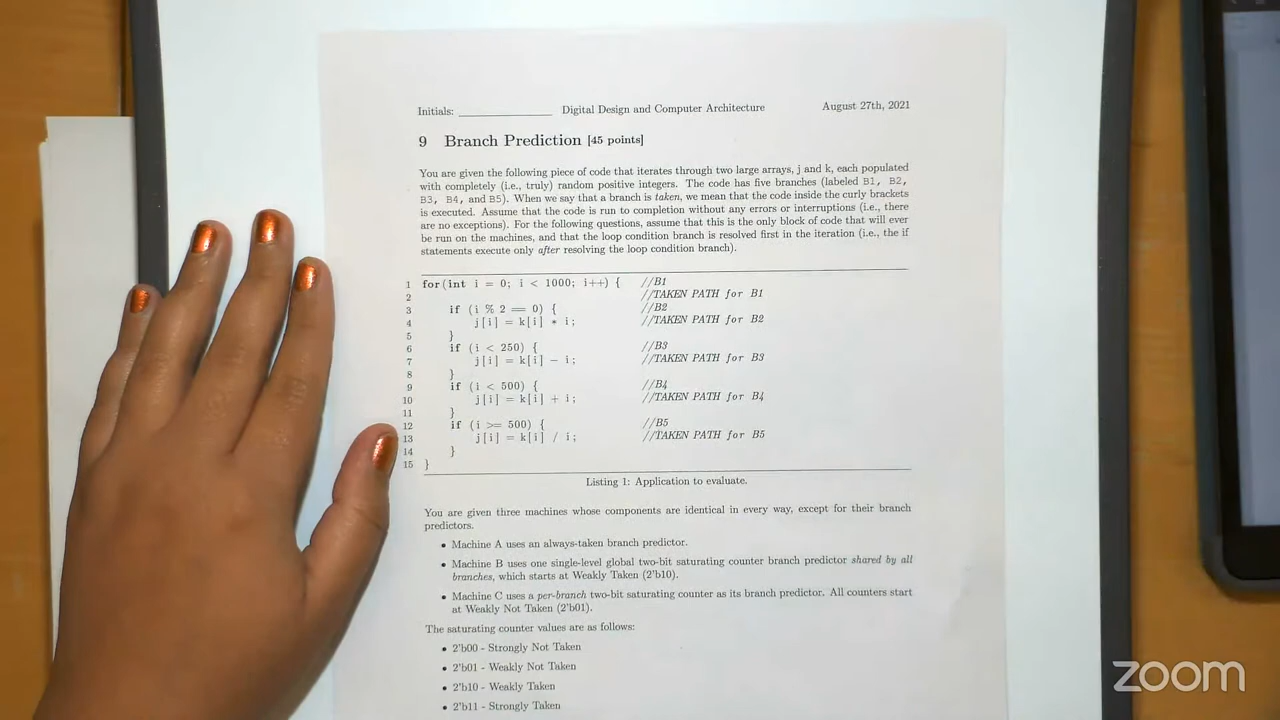 Initials: ____________ Digital Design and Computer Architecture August 27th, 2021
9 Branch Prediction [45 points]
You are given the following piece of code that iterates through two large arrays, j and k, each populated
with completely (i.e., truly) random positive integers. The code has five branches (labeled B1, B2,
B3, B4, and B5). When we say that a branch is taken, we mean that the code inside the curly brackets
is executed. Assume that the code is run to completion without any errors or interruptions (i.e., there
are no exceptions). For the following questions, assume that this is the only block of code that will ever
be run on the machines, and that the loop condition branch is resolved first in the iteration (i.e., the if
statements execute only after resolving the loop condition branch).
1 for(int i = 0; i < 1000; i++) { //B1
2 //TAKEN PATH for B1
3 if (i % 2 == 0) { //B2
4 j[i] = k[i] * i; //TAKEN PATH for B2
5 }
6 if (i < 250) { //B3
7 j[i] = k[i] - i; //TAKEN PATH for B3
8 }
9 if (i < 500) { //B4
10 j[i] = k[i] + i; //TAKEN PATH for B4
11 }
12 if (i >= 500) { //B5
13 j[i] = k[i] / i; //TAKEN PATH for B5
14 }
15 }
Listing 1: Application to evaluate.
You are given three machines whose components are identical in every way, except for their branch
predictors.
• Machine A uses an always-taken branch predictor.
• Machine B uses one single-level global two-bit saturating counter branch predictor shared by all
branches, which starts at Weakly Taken (2'b10).
• Machine C uses a per-branch two-bit saturating counter as its branch predictor. All counters start
at Weakly Not Taken (2'b01).
The saturating counter values are as follows:
• 2'b00 - Strongly Not Taken
• 2'b01 - Weakly Not Taken
• 2'b10 - Weakly Taken
• 2'b11 - Strongly Taken
zoom